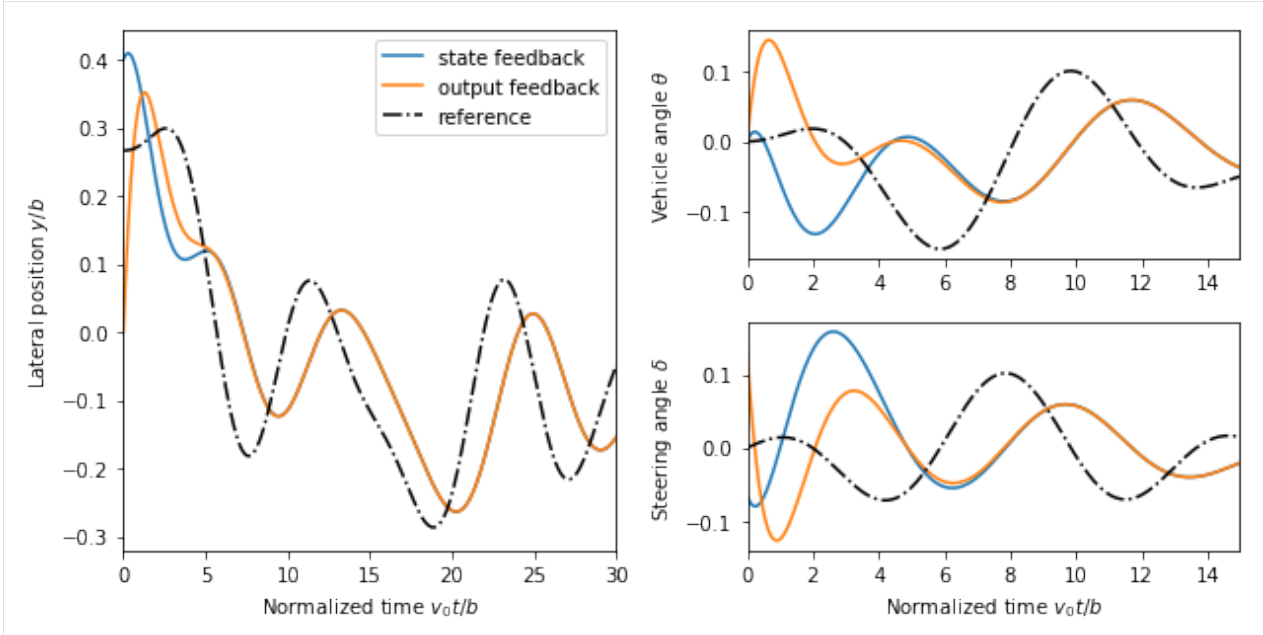 state feedback
output feedback
reference
Lateral position y/b
0.4
0.3
0.2
0.1
0.0
−0.1
−0.2
−0.3
0 5 10 15 20 25 30
Normalized time v₀t/b
Vehicle angle θ
0.1
0.0
−0.1
0 2 4 6 8 10 12 14
Steering angle δ
0.1
0.0
−0.1
0 2 4 6 8 10 12 14
Normalized time v₀t/b